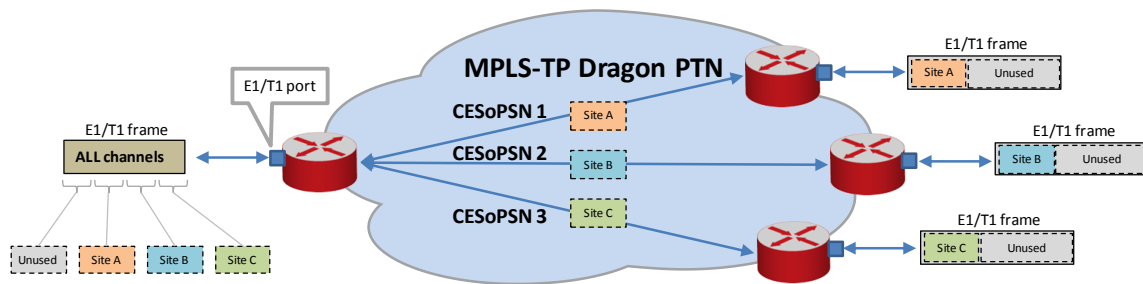 E1/T1 frame
Site A Unused
MPLS-TP Dragon PTN
E1/T1 port
CESoPSN 1
Site A
E1/T1 frame
ALL channels
CESoPSN 2
Site B
E1/T1 frame
Site B Unused
CESoPSN 3
Site C
E1/T1 frame
Site C Unused
Unused Site A Site B Site C